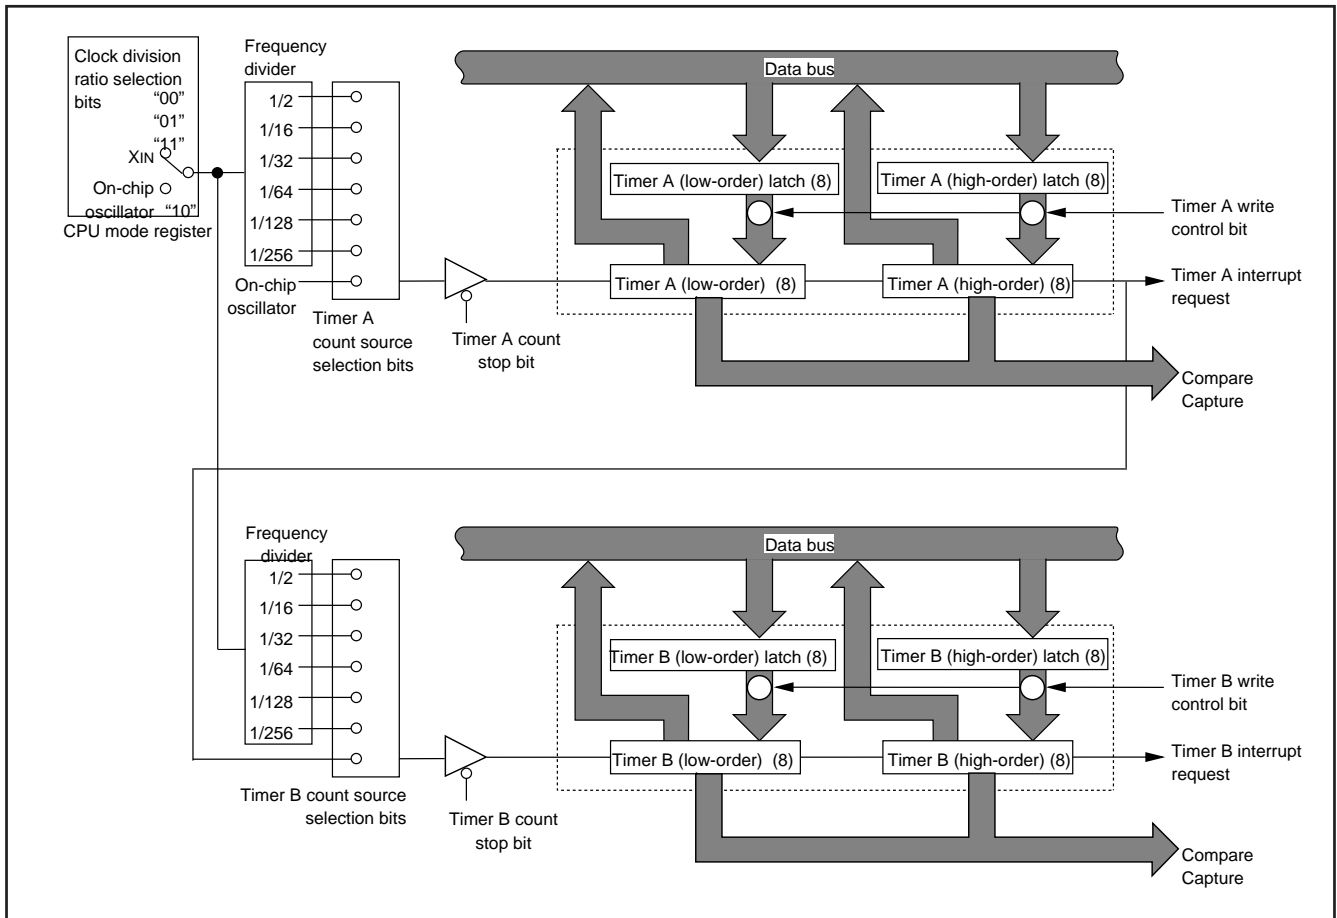 Clock division
ratio selection
bits
“00”
“01”
“11”
XIN
On-chip
oscillator “10”
CPU mode register
Frequency
divider
1/2
1/16
1/32
1/64
1/128
1/256
On-chip
oscillator
Timer A
count source
selection bits
Timer A count
stop bit
Data bus
Timer A (low-order) latch (8)
Timer A (high-order) latch (8)
Timer A write
control bit
Timer A (low-order) (8)
Timer A (high-order) (8)
Timer A interrupt
request
Compare
Capture
Frequency
divider
1/2
1/16
1/32
1/64
1/128
1/256
Timer B count source
selection bits
Timer B count
stop bit
Data bus
Timer B (low-order) latch (8)
Timer B (high-order) latch (8)
Timer B write
control bit
Timer B (low-order) (8)
Timer B (high-order) (8)
Timer B interrupt
request
Compare
Capture